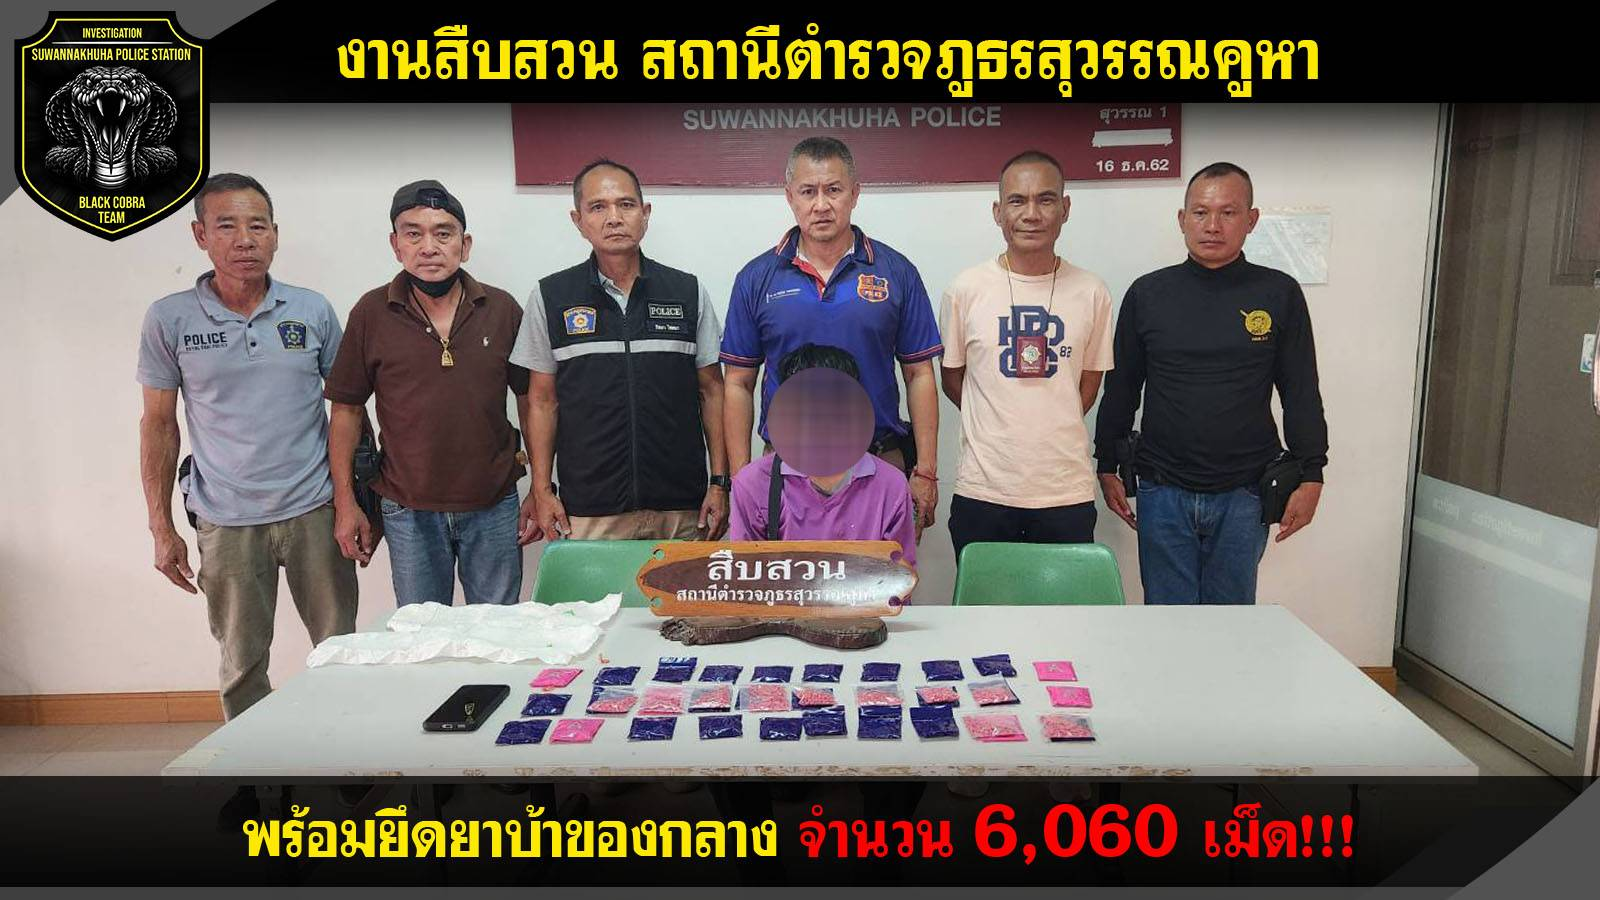 INVESTIGATION
SUWANNAKHUHA POLICE STATION
BLACK COBRA
TEAM
งานสืบสวน สถานีตำรวจภูธรสุวรรณคูหา
SUWANNAKHUHA POLICE
สุวรรณ 1
16 ธ.ค.62
POLICE
ROYAL THAI POLICE
POLICE
82
สืบสวน
สถานีตำรวจภูธรสุวรรณคูหา
พร้อมยึดยาบ้าของกลาง จำนวน 6,060 เม็ด!!!